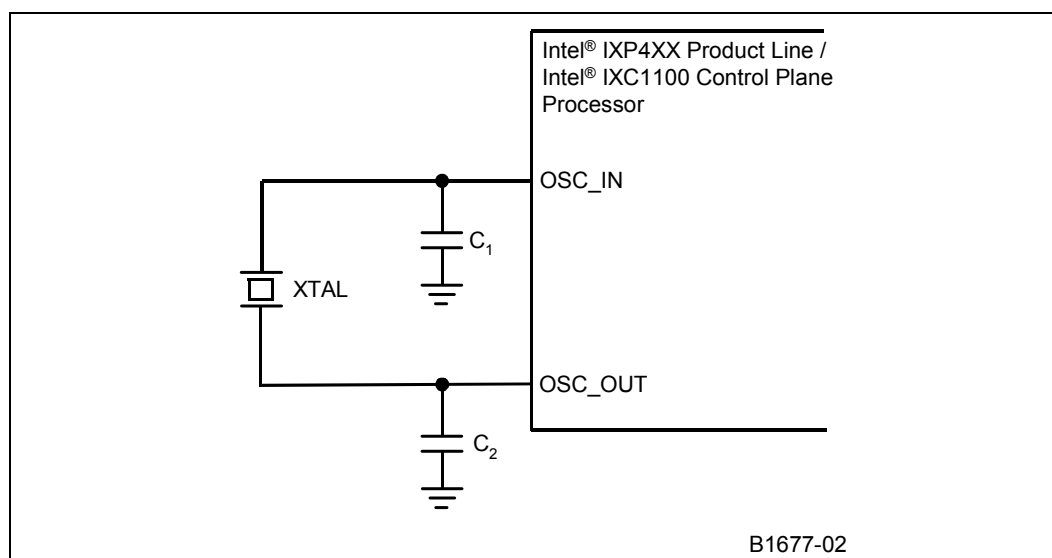 Intel® IXP4XX Product Line /
Intel® IXC1100 Control Plane
Processor
OSC_IN
C₁
XTAL
OSC_OUT
C₂
B1677-02